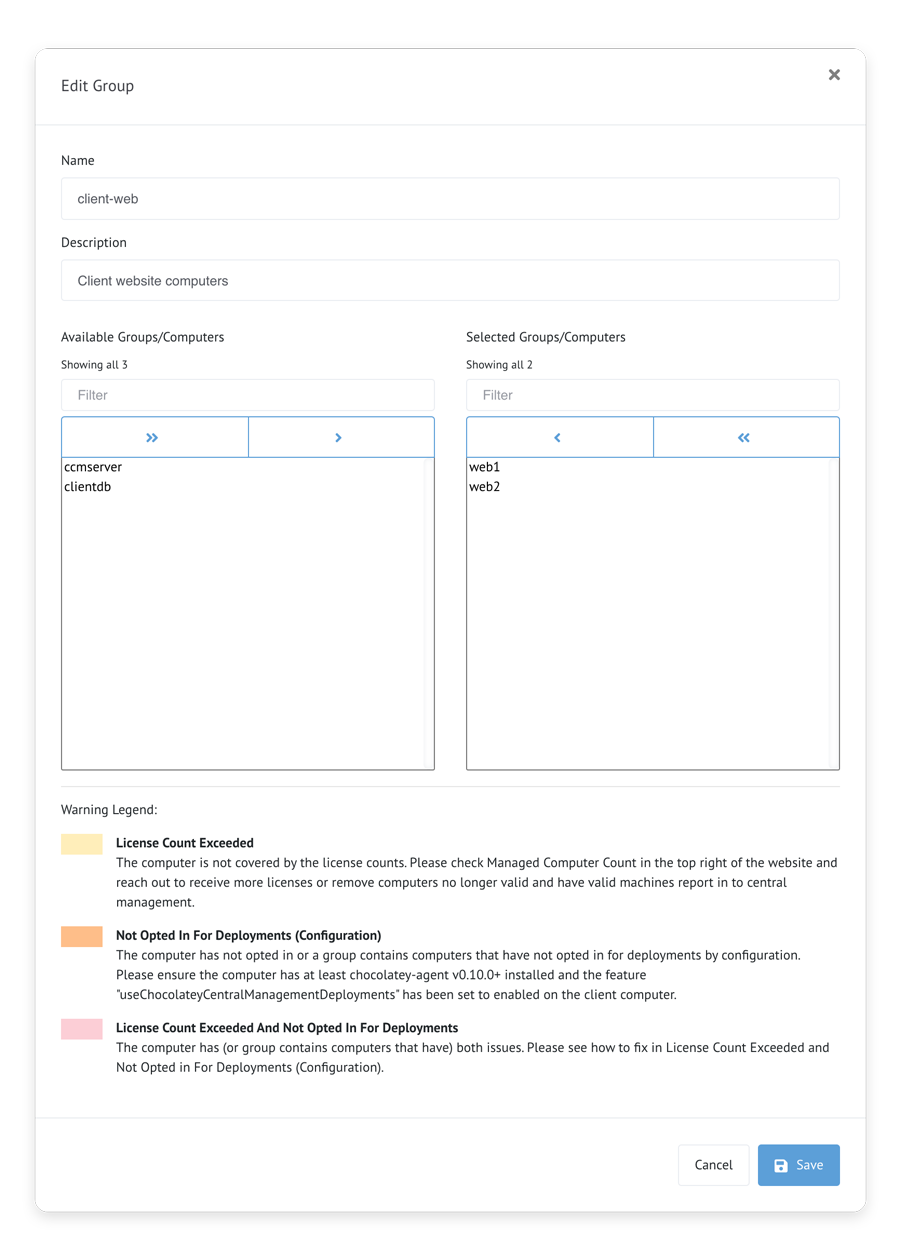 Edit Group
Name
client-web
Description
Client website computers
Available Groups/Computers
Showing all 3
Filter
ccmserver
clientdb
Selected Groups/Computers
Showing all 2
Filter
web1
web2
Warning Legend:
License Count Exceeded
The computer is not covered by the license counts. Please check Managed Computer Count in the top right of the website and
reach out to receive more licenses or remove computers no longer valid and have valid machines report in to central
management.
Not Opted In For Deployments (Configuration)
The computer has not opted in or a group contains computers that have not opted in for deployments by configuration.
Please ensure the computer has at least chocolatey-agent v0.10.0+ installed and the feature
"useChocolateyCentralManagementDeployments" has been set to enabled on the client computer.
License Count Exceeded And Not Opted In For Deployments
The computer has (or group contains computers that have) both issues. Please see how to fix in License Count Exceeded and
Not Opted in For Deployments (Configuration).
Cancel
Save